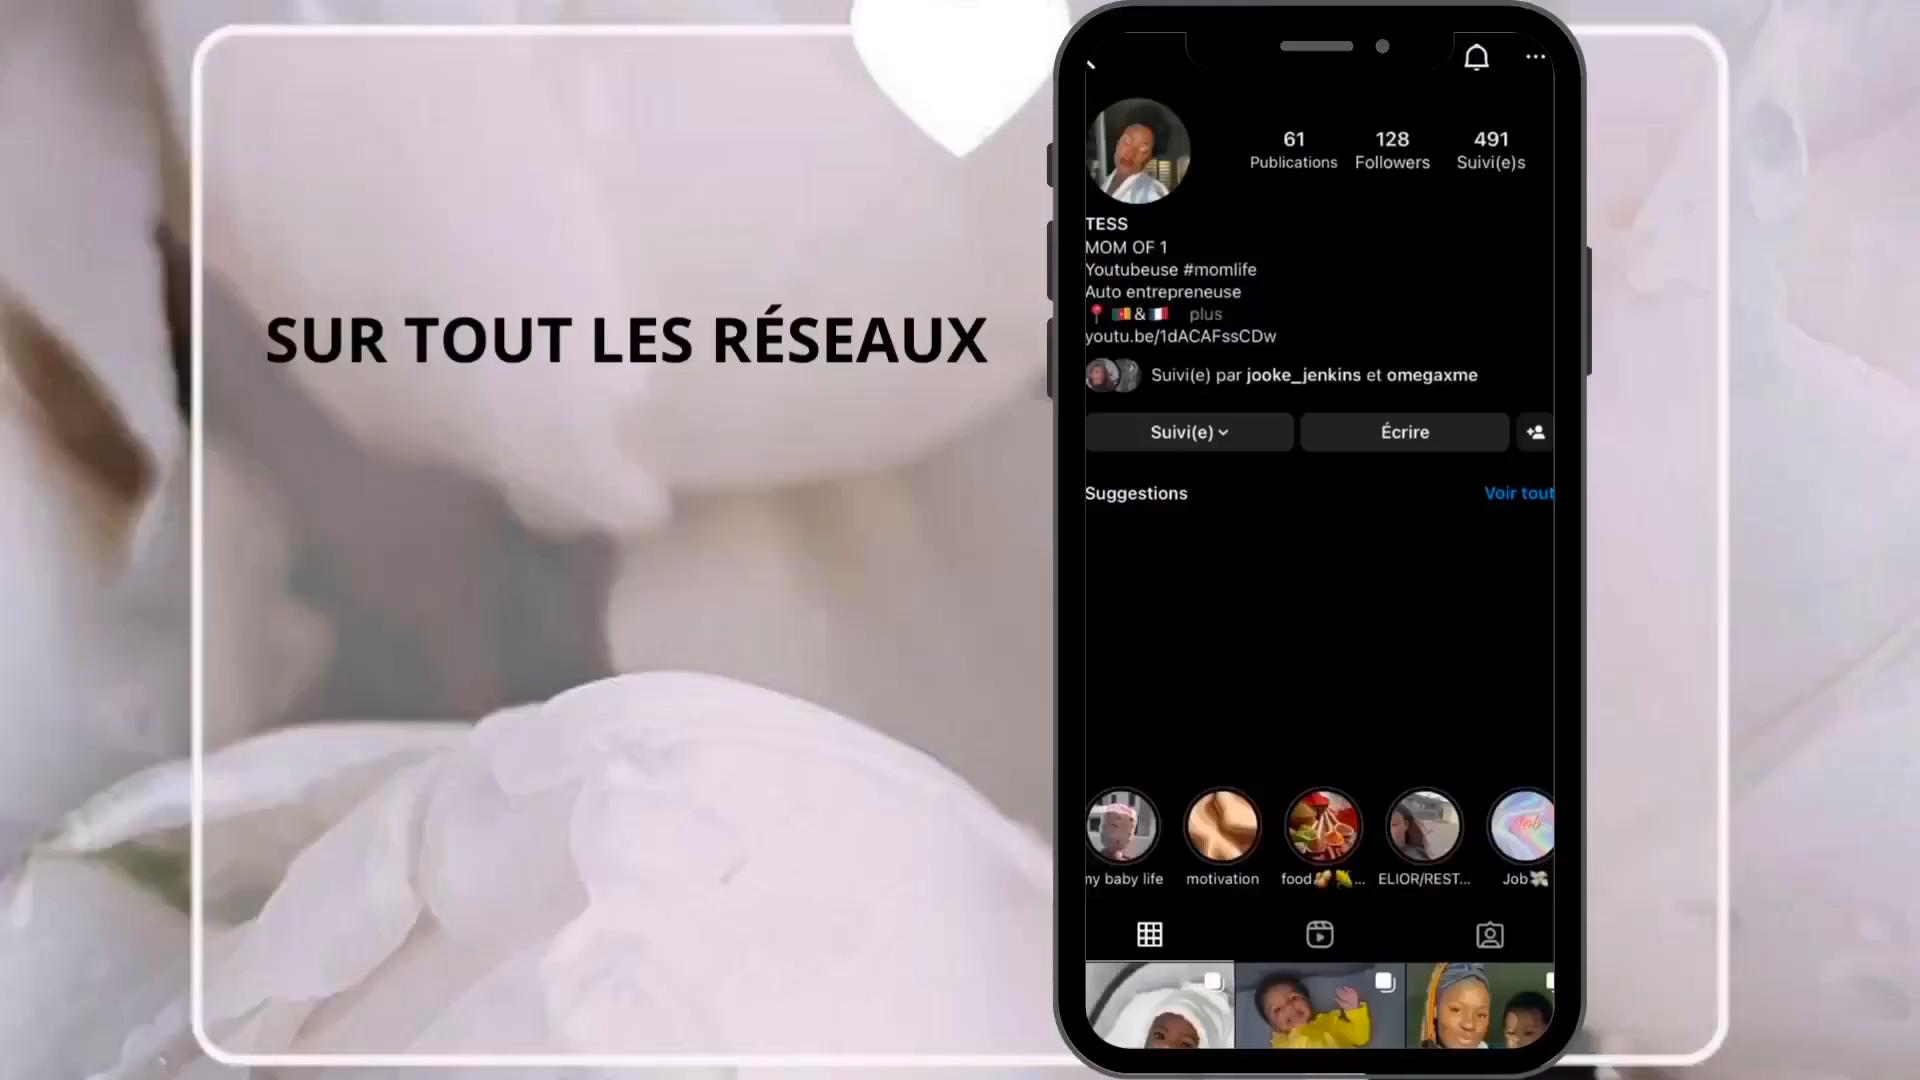 SUR TOUT LES RÉSEAUX
61 128 491
Publications Followers Suivi(e)s
TESS
MOM OF 1
Youtubeuse #momlife
Auto entrepreneuse
📍 🇨🇲 & 🇫🇷 plus
youtu.be/1dACAFssCDw
Suivi(e) par jooke_jenkins et omegaxme
Suivi(e) Écrire
Suggestions Voir tout
my baby life motivation food🥟🌽... ELIOR/REST... Job💸